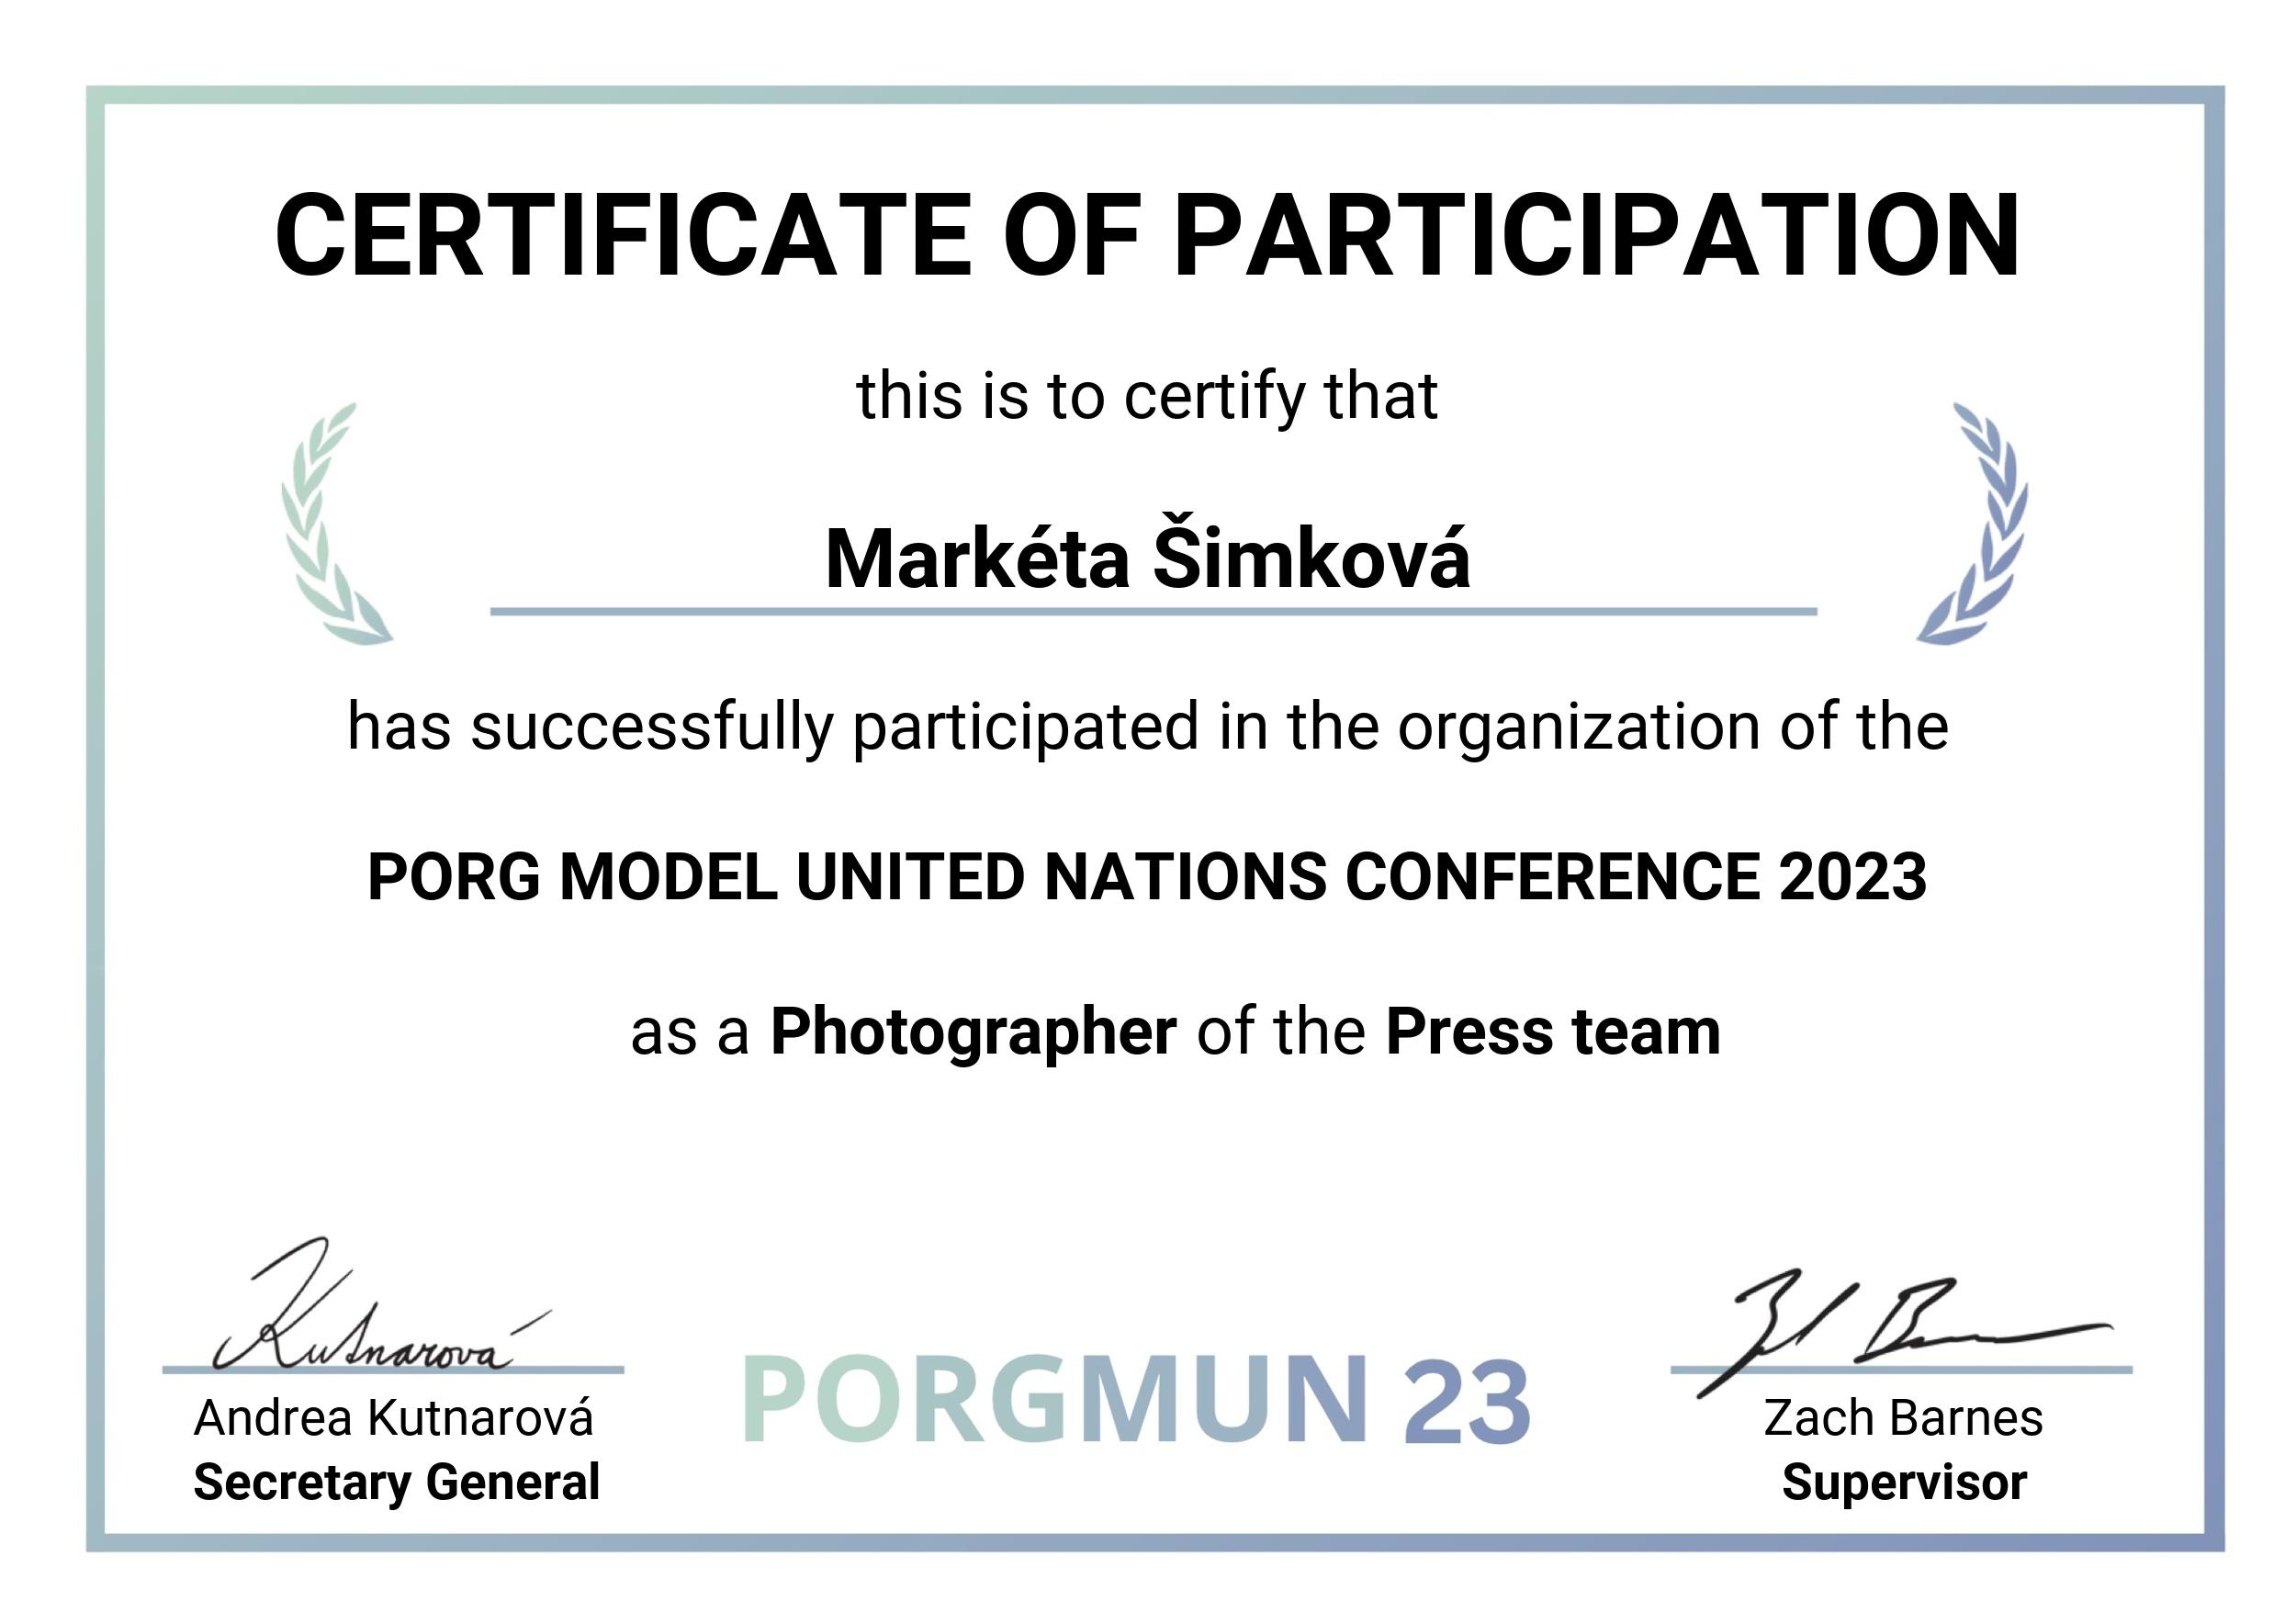 CERTIFICATE OF PARTICIPATION
this is to certify that
Markéta Šimková
has successfully participated in the organization of the
PORG MODEL UNITED NATIONS CONFERENCE 2023
as a Photographer of the Press team
Kutnarová
Andrea Kutnarová
Secretary General
PORGMUN 23
Zach Barnes
Supervisor